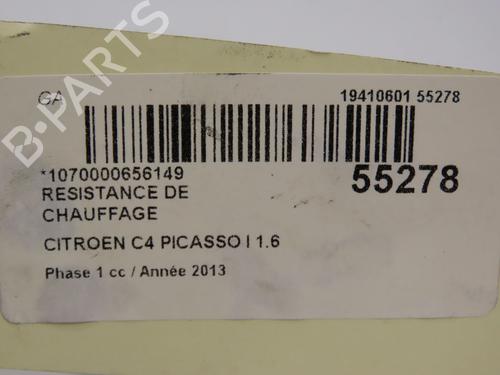 B-PARTS
GA 19410601 55278
*1070000656149
55278
RESISTANCE DE
CHAUFFAGE
CITROEN C4 PICASSO I 1.6
Phase 1 cc / Année 2013